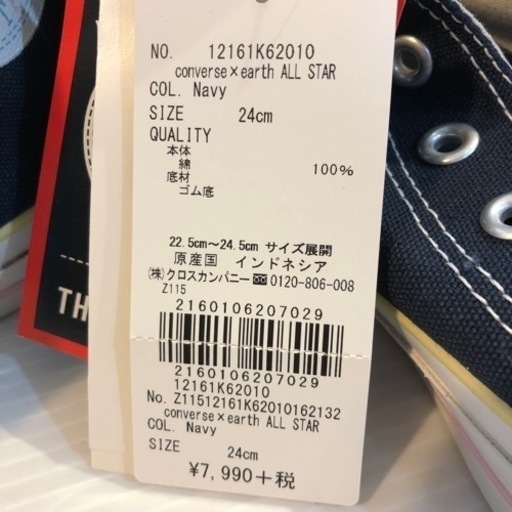 NO. 12161K62010
converse×earth ALL STAR
COL. Navy
SIZE 24cm
QUALITY
本体
綿 100%
底材
ゴム底
22.5cm～24.5cm サイズ展開
原産国 インドネシア
㈱クロスカンパニー 0120-806-008
Z115
2160106207029
2160106207029
12161K62010
No. Z11512161K62010162132
converse×earth ALL STAR
COL. Navy
SIZE 24cm
¥7,990+税
TH